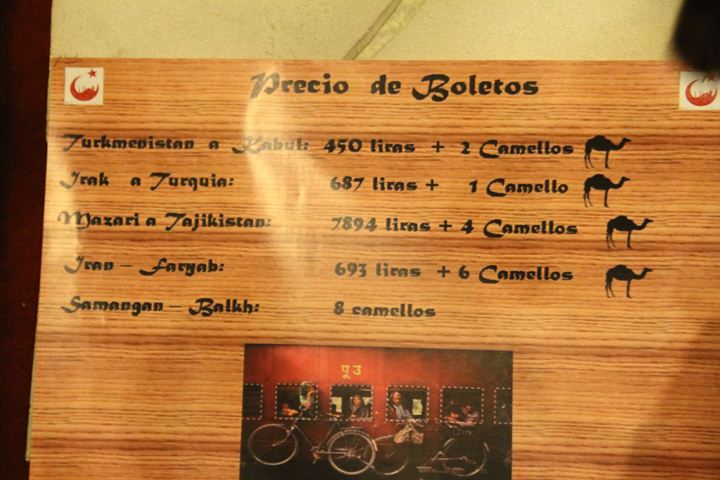 Precio de Boletos
Turkmenistan a Kabul: 450 liras + 2 Camellos
Irak a Turquia: 687 liras + 1 Camello
Mazari a Tajikistan: 7894 liras + 4 Camellos
Iran – Faryab: 693 liras + 6 Camellos
Samangan – Balkh: 8 camellos
पू उ